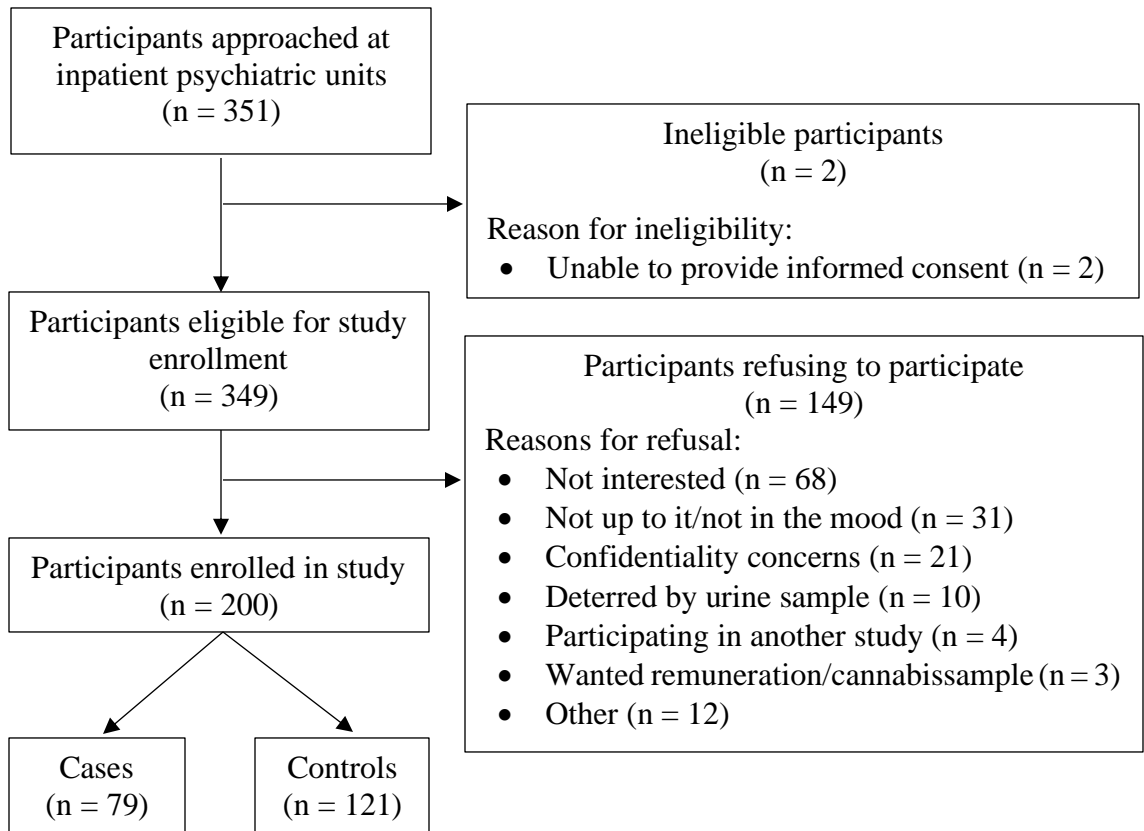 Participants approached at
inpatient psychiatric units
(n = 351)
Ineligible participants
(n = 2)
Reason for ineligibility:
• Unable to provide informed consent (n = 2)
Participants eligible for study
enrollment
(n = 349)
Participants refusing to participate
(n = 149)
Reasons for refusal:
• Not interested (n = 68)
• Not up to it/not in the mood (n = 31)
• Confidentiality concerns (n = 21)
• Deterred by urine sample (n = 10)
• Participating in another study (n = 4)
• Wanted remuneration/cannabissample (n = 3)
• Other (n = 12)
Participants enrolled in study
(n = 200)
Cases
(n = 79)
Controls
(n = 121)